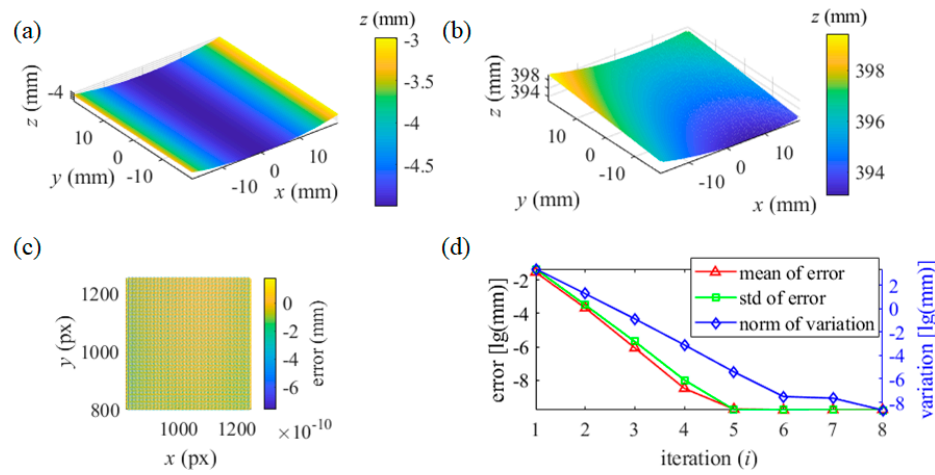 (a)
z (mm)
-3
-3.5
-4
-4.5
-4
z (mm)
10
0
-10
y (mm)
-10
0
10
x (mm)
(b)
z (mm)
398
396
394
398
394
z (mm)
10
0
-10
y (mm)
-10
0
10
x (mm)
(c)
1200
1000
800
y (px)
1000
1200
x (px)
0
-2
-4
-6
error (mm)
×10⁻¹⁰
(d)
mean of error
std of error
norm of variation
-2
-4
-6
-8
error [lg(mm)]
2
0
-2
-4
-6
-8
variation [lg(mm)]
1 2 3 4 5 6 7 8
iteration (i)